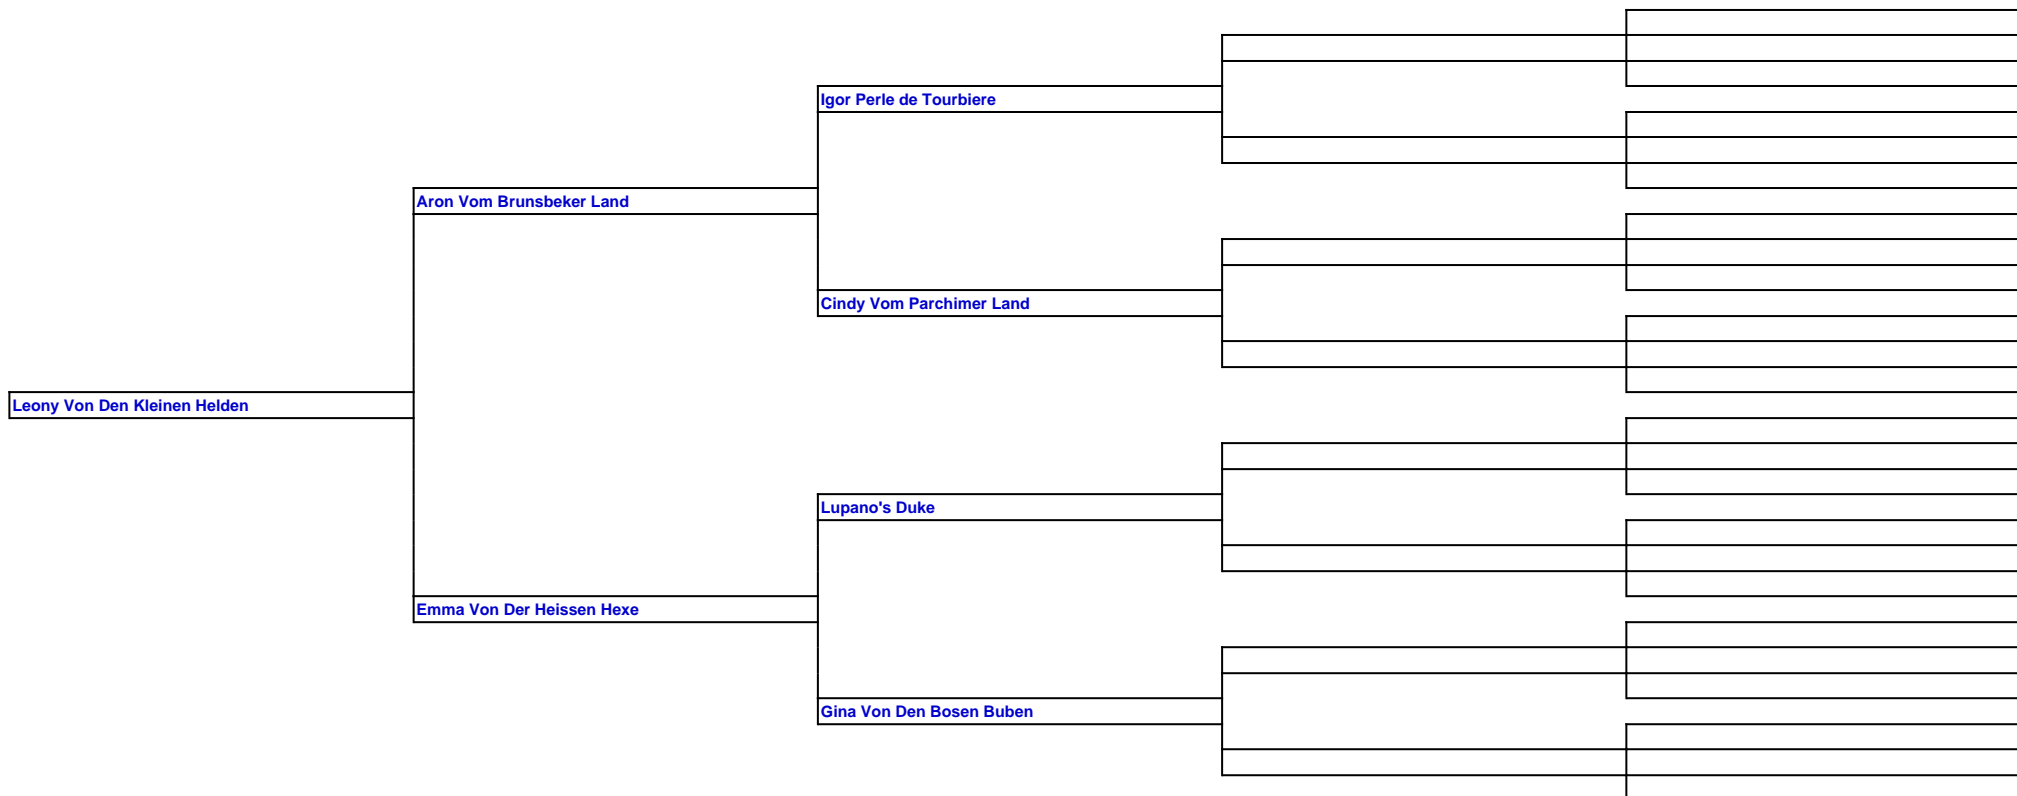 Igor Perle de Tourbiere
Aron Vom Brunsbeker Land
Cindy Vom Parchimer Land
Leony Von Den Kleinen Helden
Lupano's Duke
Emma Von Der Heissen Hexe
Gina Von Den Bosen Buben